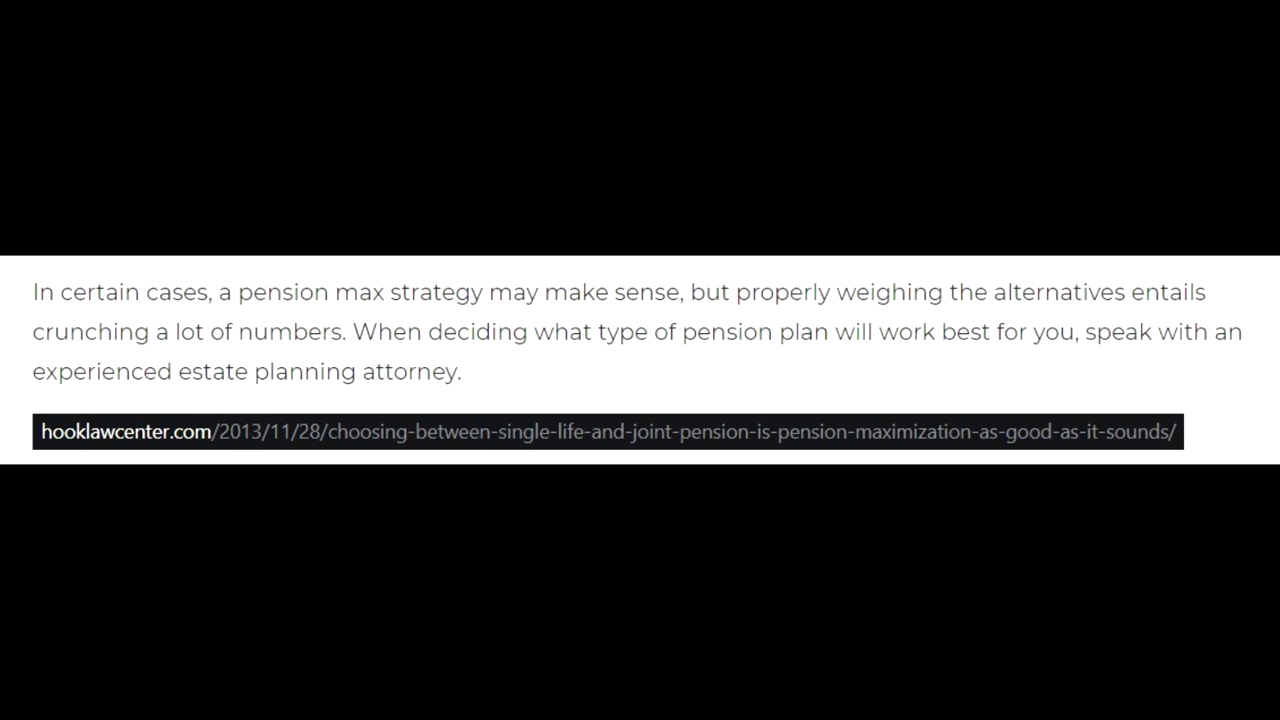 In certain cases, a pension max strategy may make sense, but properly weighing the alternatives entails
crunching a lot of numbers. When deciding what type of pension plan will work best for you, speak with an
experienced estate planning attorney.
hooklawcenter.com/2013/11/28/choosing-between-single-life-and-joint-pension-is-pension-maximization-as-good-as-it-sounds/